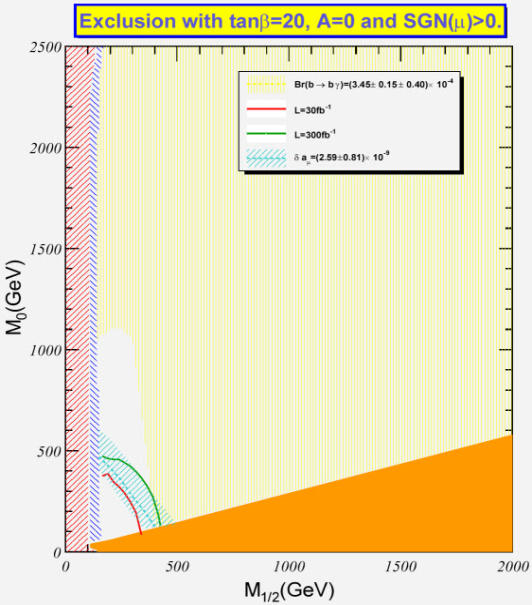 Exclusion with tanβ=20, A=0 and SGN(μ)>0.
2500
Br(b → b γ)=(3.45± 0.15± 0.40)× 10⁻⁴
L=30fb⁻¹
L=300fb⁻¹
δ a_μ=(2.59±0.81)× 10⁻⁹
2000
1500
1000
500
0
M₀(GeV)
0 500 1000 1500 2000
M₁/₂(GeV)